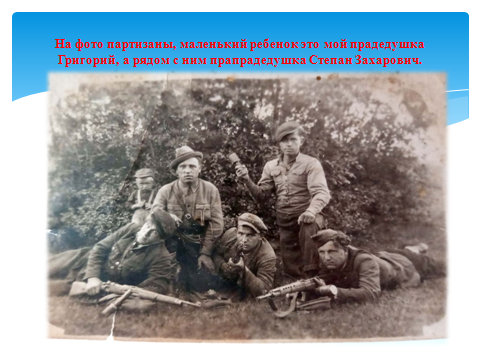 На фото партизаны, маленький ребенок это мой прадедушка
Григорий, а рядом с ним прапрадедушка Степан Захарович.